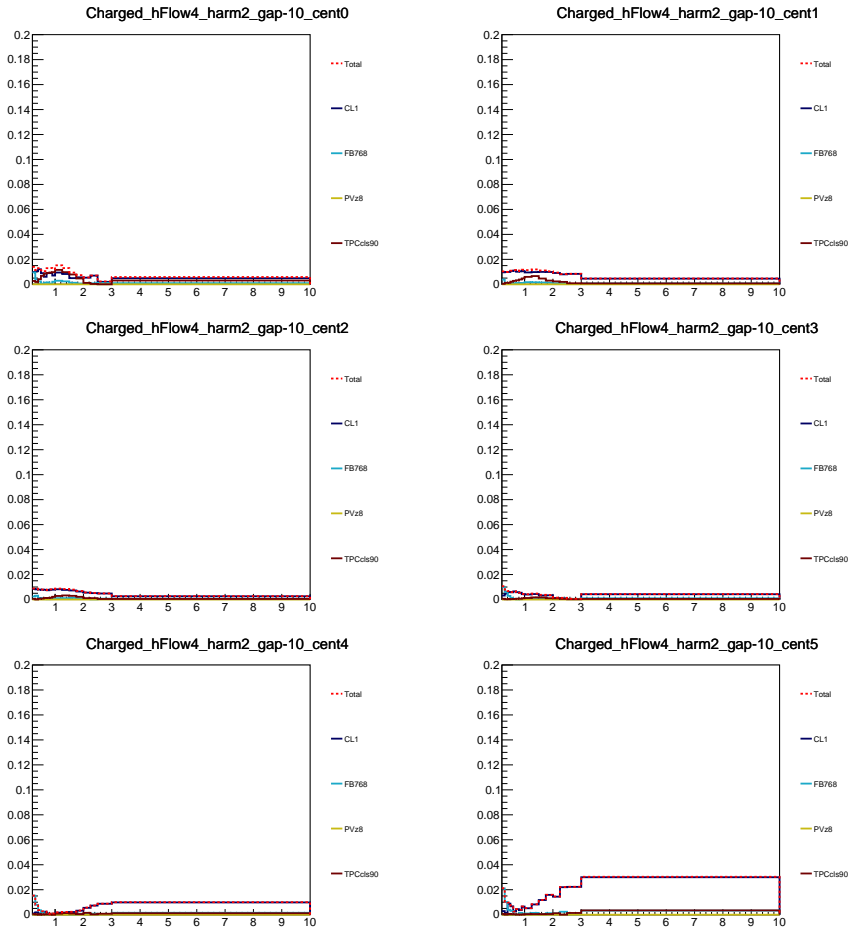 Charged_hFlow4_harm2_gap-10_cent0
0.2
0.18
0.16
0.14
0.12
0.1
0.08
0.06
0.04
0.02
0
1 2 3 4 5 6 7 8 9 10
Total
CL1
FB768
PVz8
TPCcls90
Charged_hFlow4_harm2_gap-10_cent1
0.2
0.18
0.16
0.14
0.12
0.1
0.08
0.06
0.04
0.02
0
1 2 3 4 5 6 7 8 9 10
Total
CL1
FB768
PVz8
TPCcls90
Charged_hFlow4_harm2_gap-10_cent2
0.2
0.18
0.16
0.14
0.12
0.1
0.08
0.06
0.04
0.02
0
1 2 3 4 5 6 7 8 9 10
Total
CL1
FB768
PVz8
TPCcls90
Charged_hFlow4_harm2_gap-10_cent3
0.2
0.18
0.16
0.14
0.12
0.1
0.08
0.06
0.04
0.02
0
1 2 3 4 5 6 7 8 9 10
Total
CL1
FB768
PVz8
TPCcls90
Charged_hFlow4_harm2_gap-10_cent4
0.2
0.18
0.16
0.14
0.12
0.1
0.08
0.06
0.04
0.02
0
1 2 3 4 5 6 7 8 9 10
Total
CL1
FB768
PVz8
TPCcls90
Charged_hFlow4_harm2_gap-10_cent5
0.2
0.18
0.16
0.14
0.12
0.1
0.08
0.06
0.04
0.02
0
1 2 3 4 5 6 7 8 9 10
Total
CL1
FB768
PVz8
TPCcls90